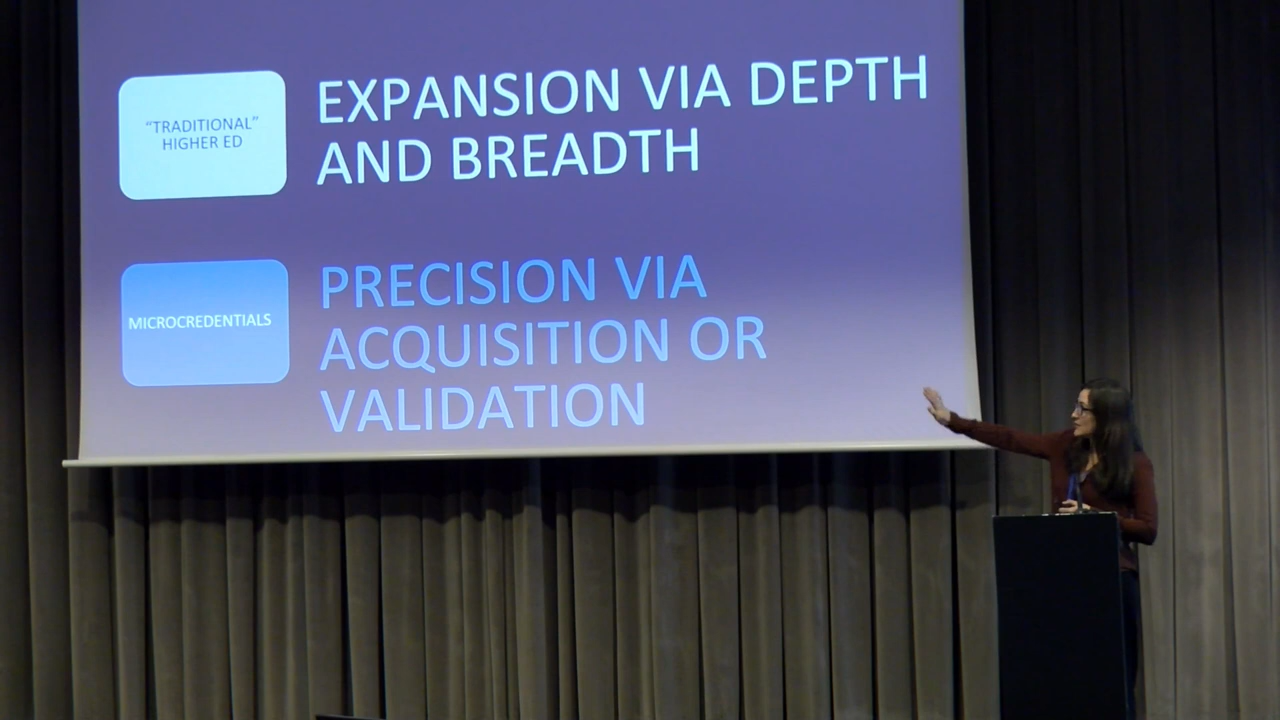 “TRADITIONAL”
HIGHER ED
EXPANSION VIA DEPTH
AND BREADTH
MICROCREDENTIALS
PRECISION VIA
ACQUISITION OR
VALIDATION